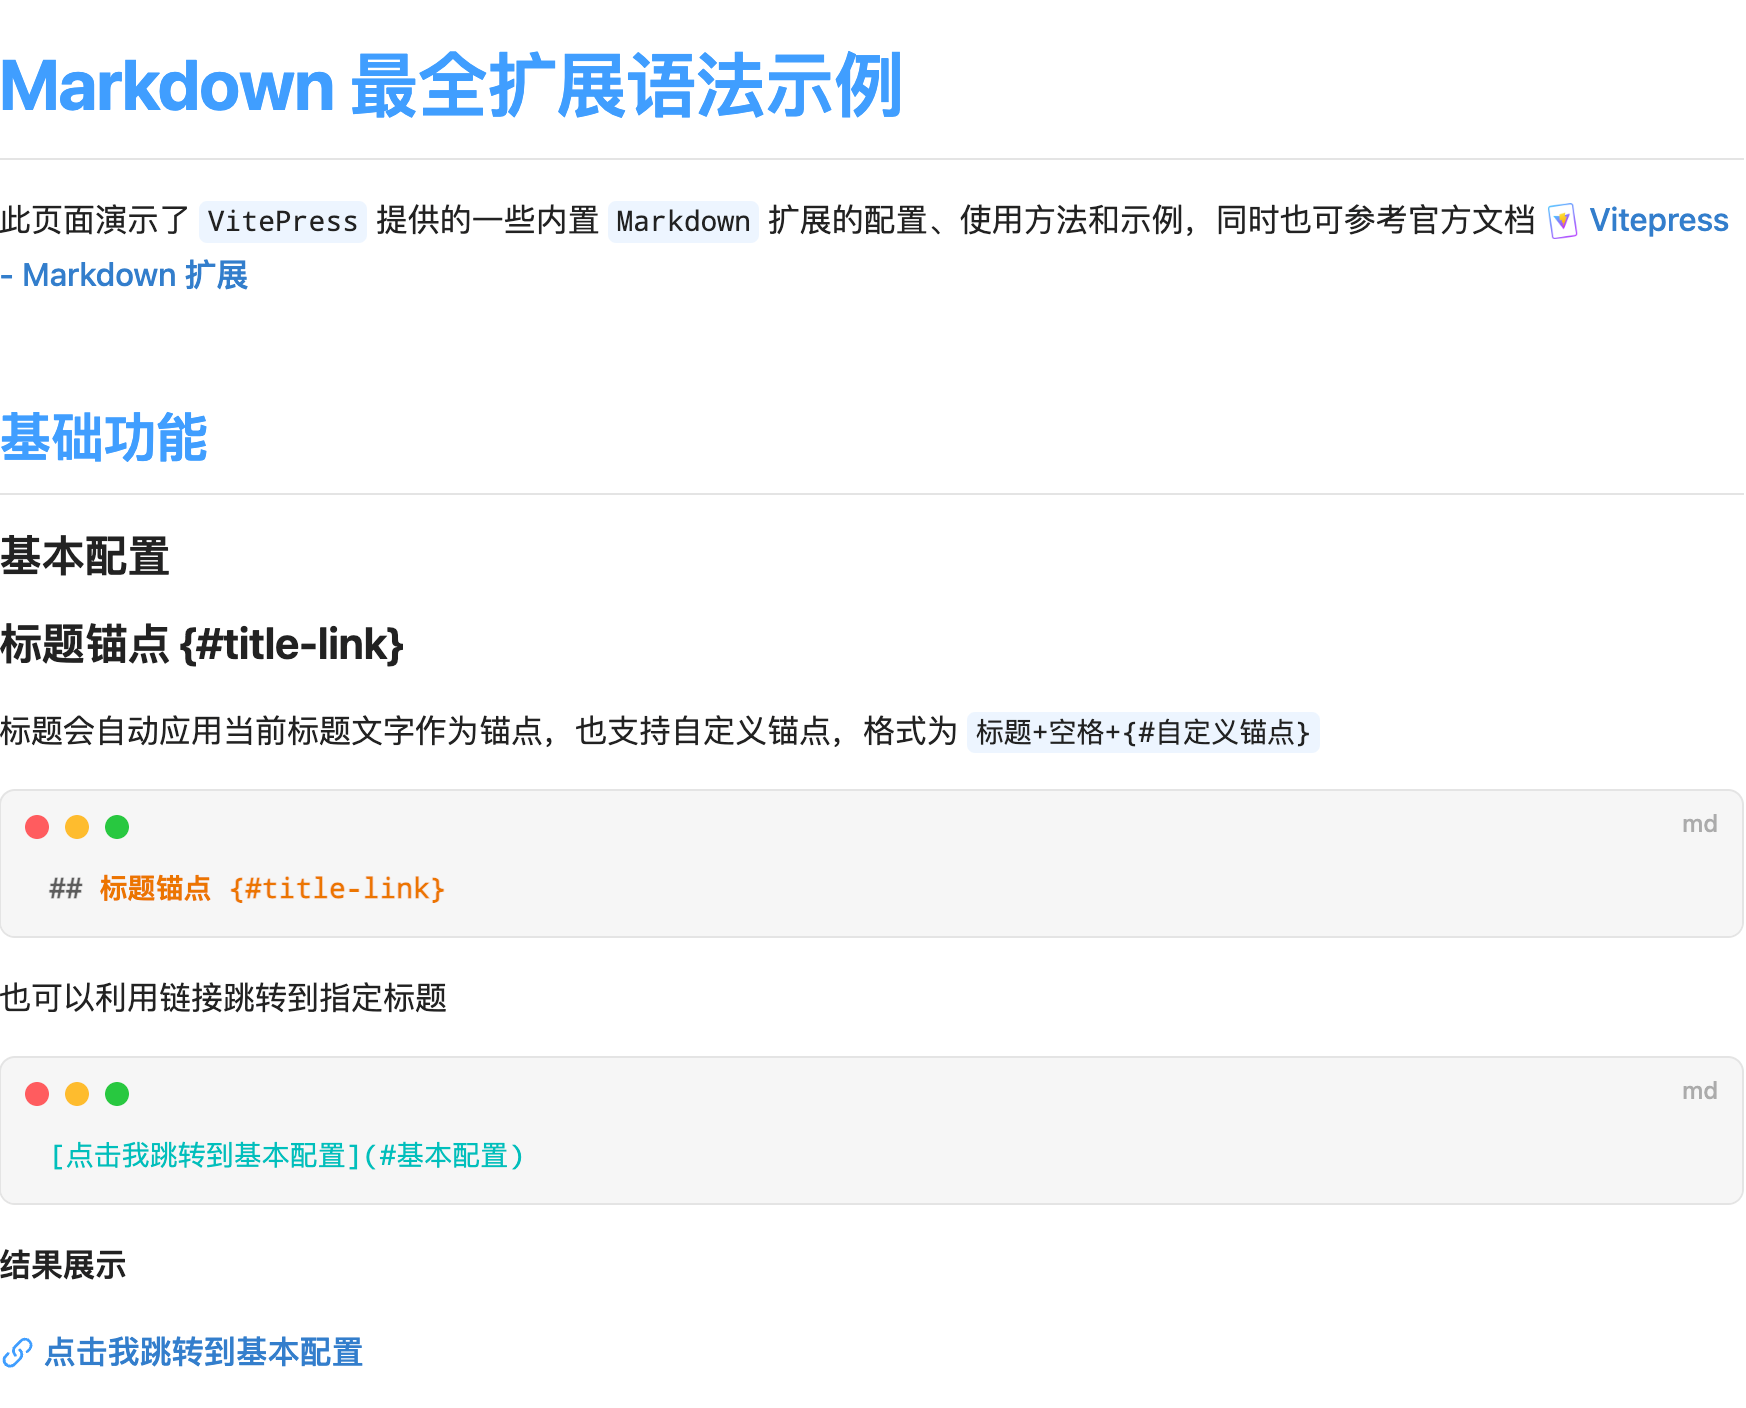 Markdown 最全扩展语法示例
此页面演示了 VitePress 提供的一些内置 Markdown 扩展的配置、使用方法和示例，同时也可参考官方文档 Vitepress
- Markdown 扩展
基础功能
基本配置
标题锚点 {#title-link}
标题会自动应用当前标题文字作为锚点，也支持自定义锚点，格式为 标题+空格+{#自定义锚点}
md
## 标题锚点 {#title-link}
也可以利用链接跳转到指定标题
md
[点击我跳转到基本配置](#基本配置)
结果展示
点击我跳转到基本配置